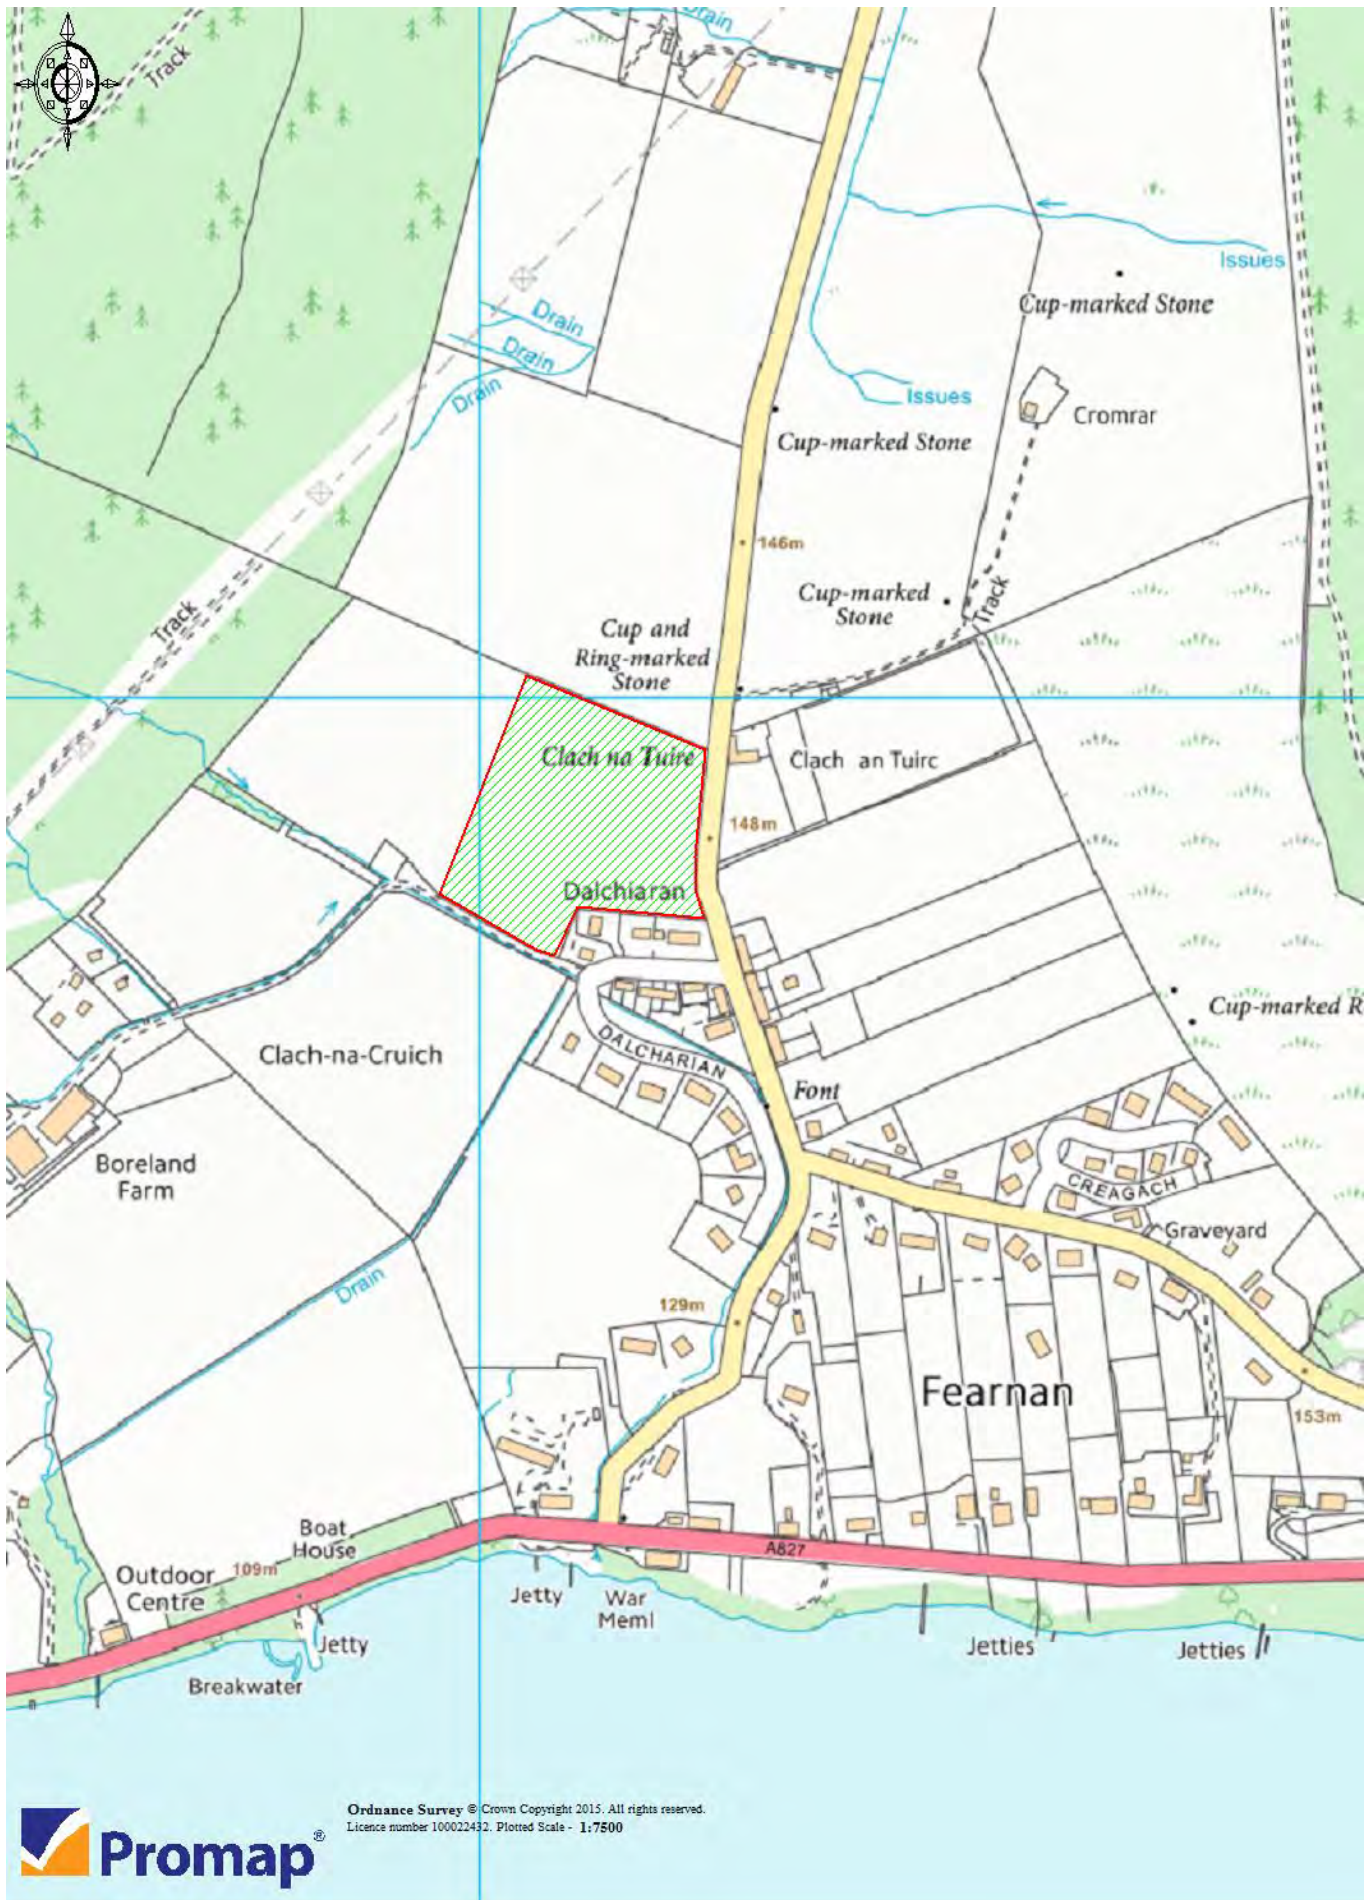 Drain
Track
Issues
Cup-marked Stone
Drain
Drain
Drain
Issues
Cromrar
Cup-marked Stone
146m
Cup-marked
Stone
Track
Track
Cup and
Ring-marked
Stone
Clach na Tuirc
Clach an Tuirc
148m
Dalchiaran
Cup-marked R
Clach-na-Cruich
DALCHARIAN
Font
Boreland
Farm
CREAGACH
Graveyard
Drain
129m
Fearnan
153m
Boat
House
A827
Outdoor
Centre
109m
Jetty
War
Meml
Jetty
Jetties
Jetties
Breakwater
Promap®
Ordnance Survey © Crown Copyright 2015. All rights reserved.
Licence number 100022432. Plotted Scale - 1:7500